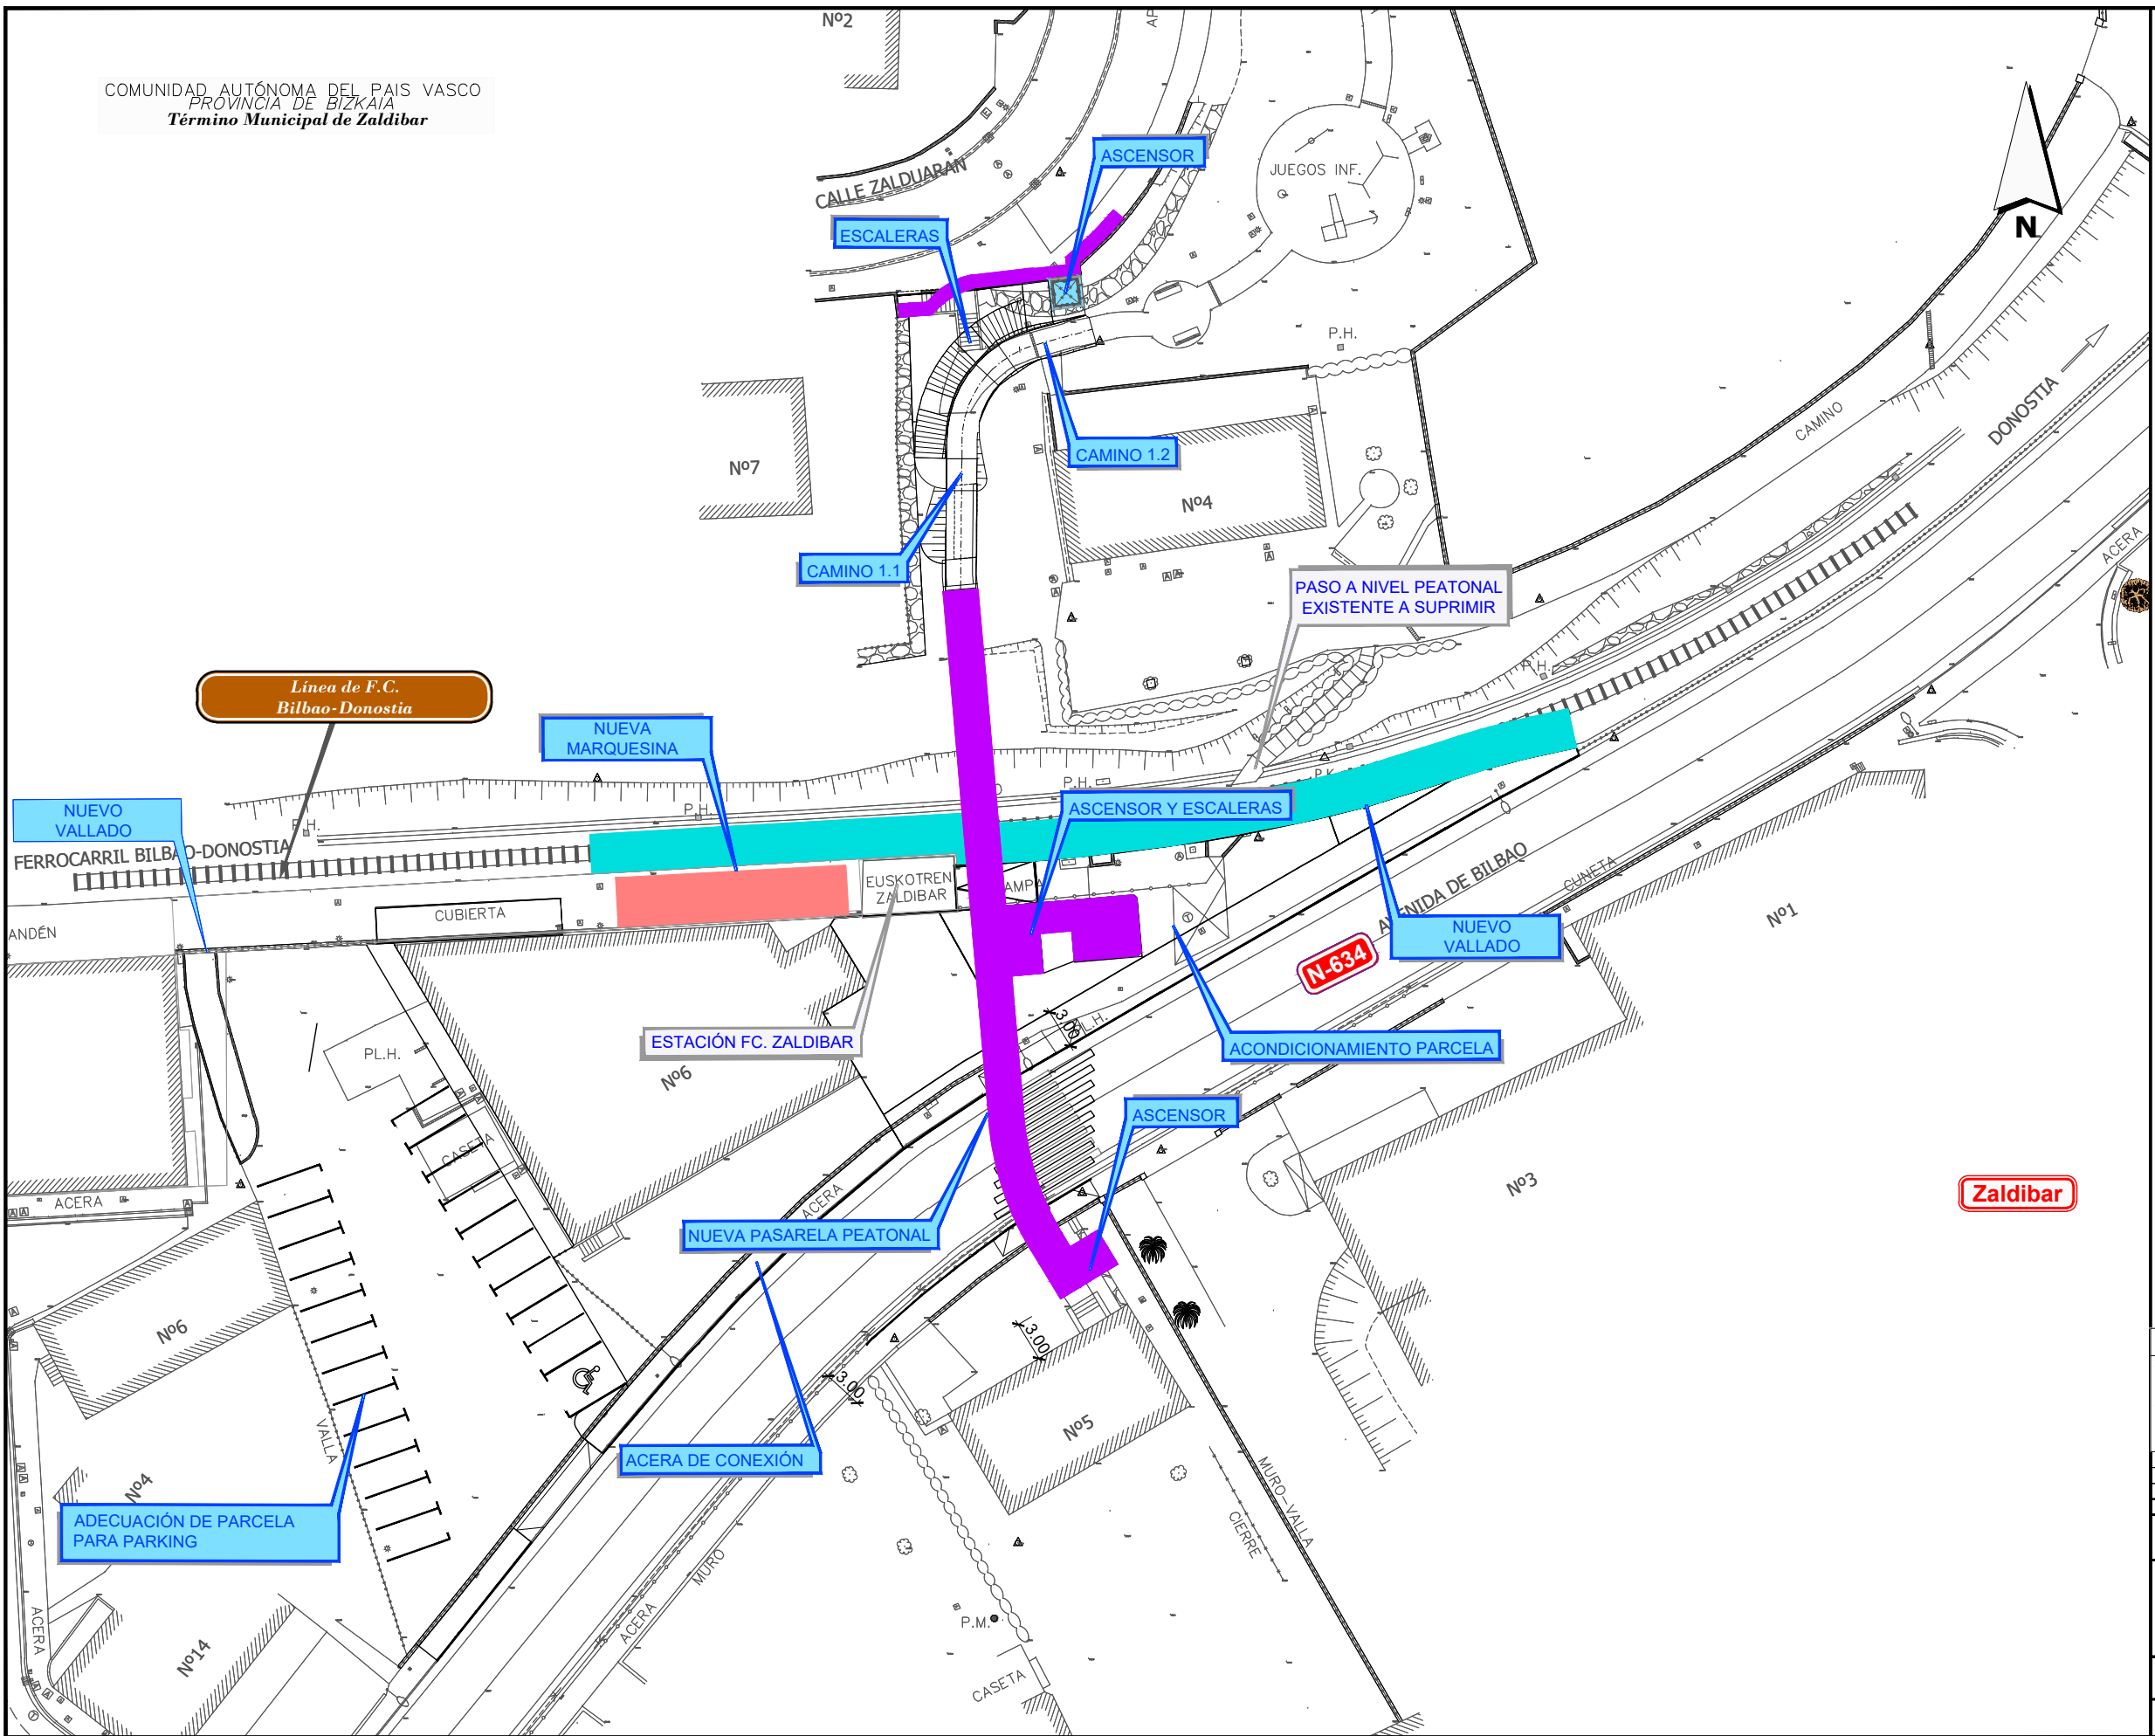 Nº2
COMUNIDAD AUTÓNOMA DEL PAIS VASCO
PROVINCIA DE BIZKAIA
Término Municipal de Zaldibar
ASCENSOR
JUEGOS INF.
CALLE ZALDUARAN
N
ESCALERAS
P.H.
DONOSTIA
CAMINO
CAMINO 1.2
Nº7
Nº4
ACERA
CAMINO 1.1
PASO A NIVEL PEATONAL
EXISTENTE A SUPRIMIR
P.H.
Línea de F.C.
Bilbao-Donostia
NUEVA
MARQUESINA
P.K.
P.H.
NUEVO
VALLADO
P.H.
P.H.
ASCENSOR Y ESCALERAS
FERROCARRIL BILBAO-DONOSTIA
AVENIDA DE BILBAO
CUNETA
EUSKOTREN
ZALDIBAR
CUBIERTA
ANDÉN
Nº1
NUEVO
VALLADO
N-634
ESTACIÓN FC. ZALDIBAR
3.00
L.H.
ACONDICIONAMIENTO PARCELA
PL.H.
Nº6
ASCENSOR
CASETA
Nº3
Zaldibar
ACERA
ACERA
NUEVA PASARELA PEATONAL
Nº6
3.00
3.00
Nº5
VALLA
ACERA DE CONEXIÓN
Nº4
MURO-VALLA
CIERRE
ADECUACIÓN DE PARCELA
PARA PARKING
MURO
ACERA
ACERA
P.M.
Nº14
CASETA